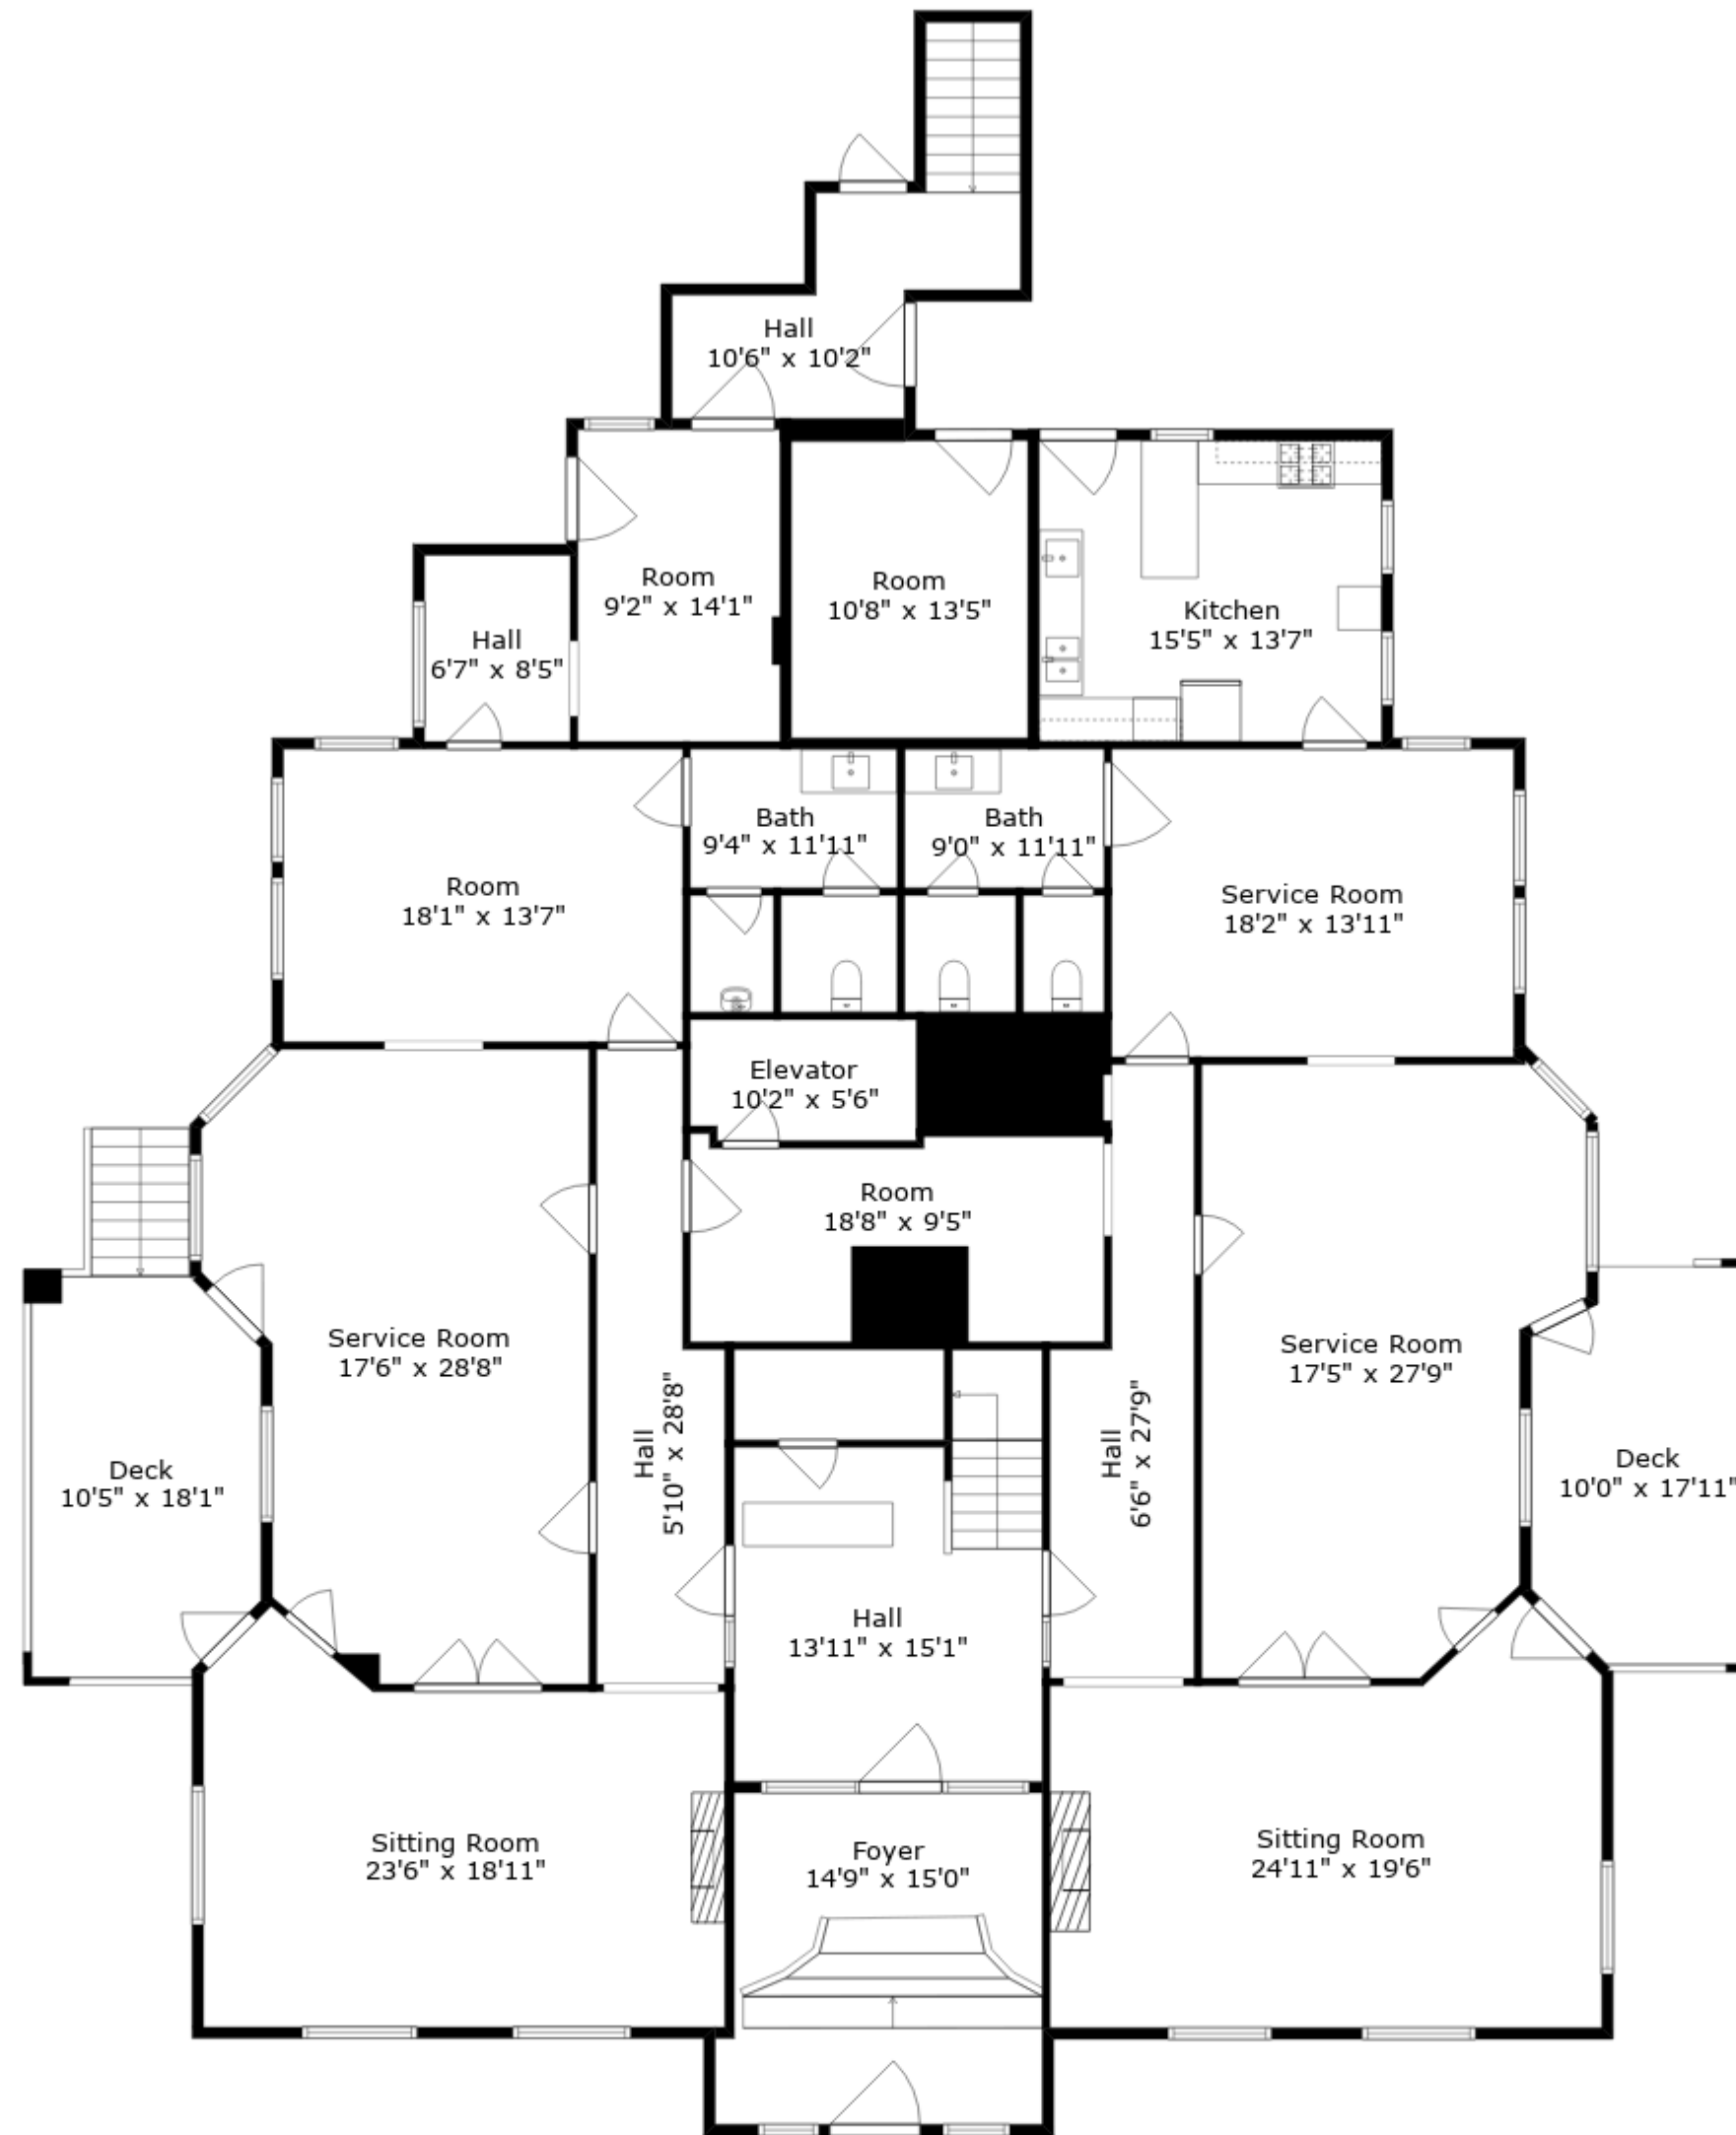 Hall
10'6" x 10'2"
Room
9'2" x 14'1"
Room
10'8" x 13'5"
Kitchen
15'5" x 13'7"
Hall
6'7" x 8'5"
Bath
9'4" x 11'11"
Bath
9'0" x 11'11"
Room
18'1" x 13'7"
Service Room
18'2" x 13'11"
Elevator
10'2" x 5'6"
Room
18'8" x 9'5"
Service Room
17'6" x 28'8"
Service Room
17'5" x 27'9"
Hall
5'10" x 28'8"
Hall
6'6" x 27'9"
Deck
10'5" x 18'1"
Deck
10'0" x 17'11"
Hall
13'11" x 15'1"
Sitting Room
23'6" x 18'11"
Foyer
14'9" x 15'0"
Sitting Room
24'11" x 19'6"